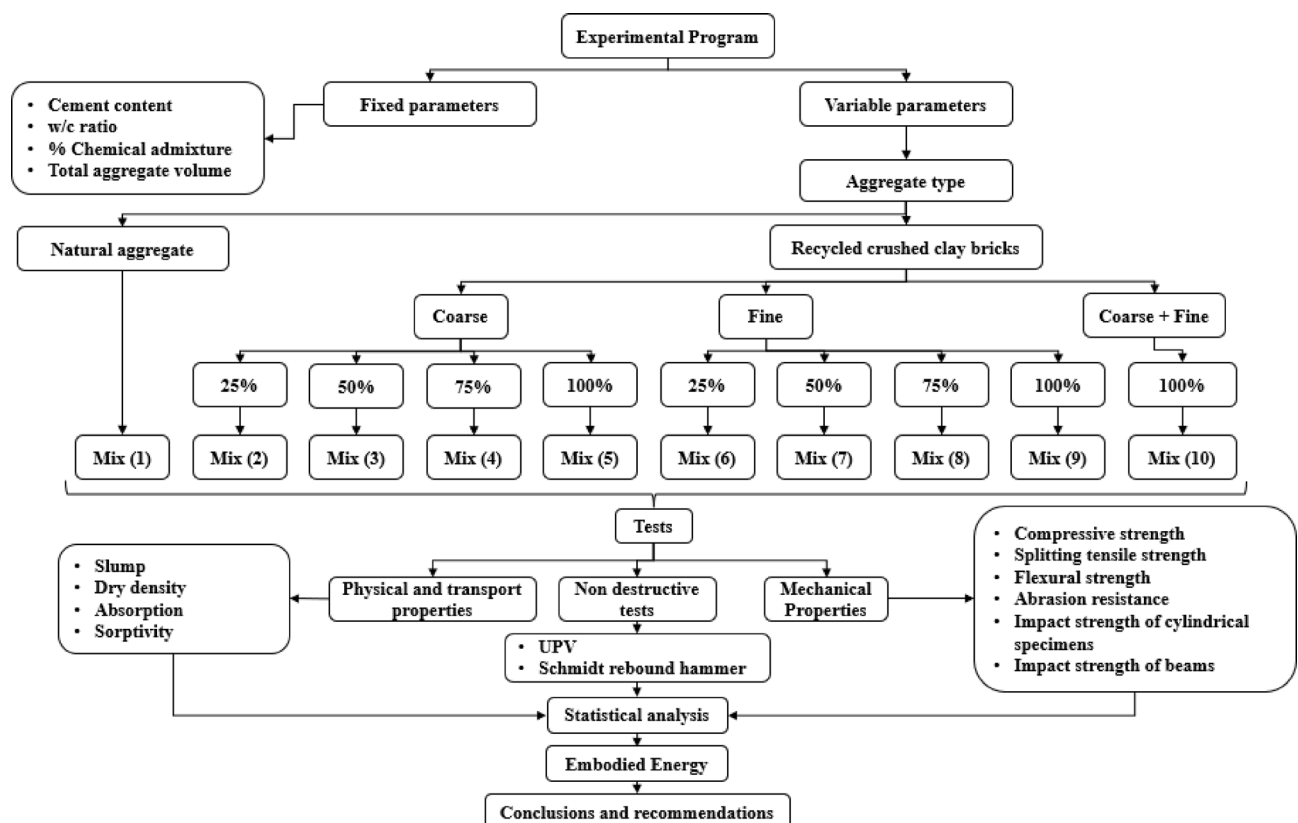 Experimental Program
Fixed parameters
Variable parameters
• Cement content
• w/c ratio
• % Chemical admixture
• Total aggregate volume
Aggregate type
Natural aggregate
Recycled crushed clay bricks
Coarse
Fine
Coarse + Fine
25%
50%
75%
100%
25%
50%
75%
100%
100%
Mix (1)
Mix (2)
Mix (3)
Mix (4)
Mix (5)
Mix (6)
Mix (7)
Mix (8)
Mix (9)
Mix (10)
Tests
• Slump
• Dry density
• Absorption
• Sorptivity
Physical and transport
properties
Non destructive
tests
Mechanical
Properties
• Compressive strength
• Splitting tensile strength
• Flexural strength
• Abrasion resistance
• Impact strength of cylindrical
specimens
• Impact strength of beams
• UPV
• Schmidt rebound hammer
Statistical analysis
Embodied Energy
Conclusions and recommendations